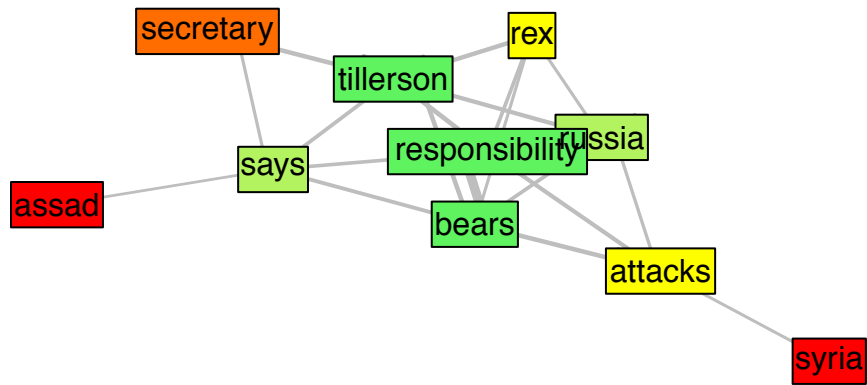 secretary
rex
tillerson
russia
responsibility
says
assad
bears
attacks
syria